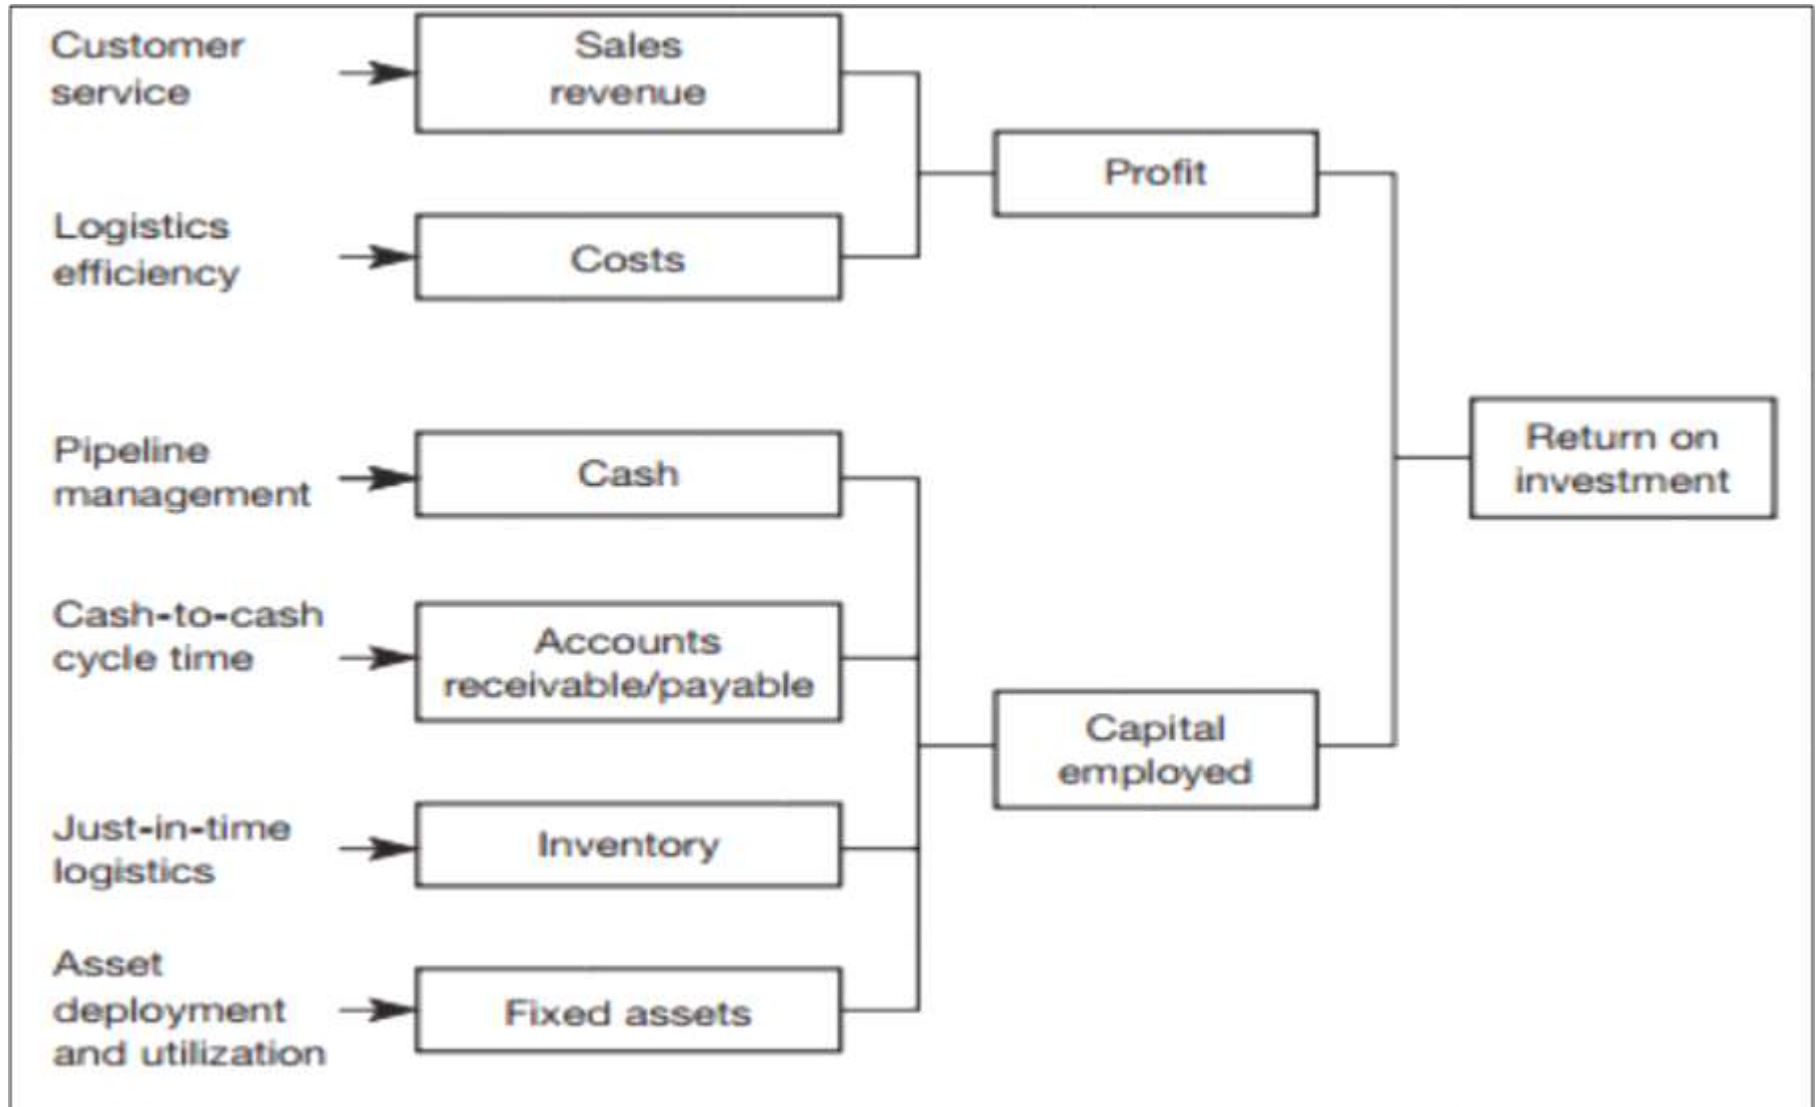 Customer
service
Sales
revenue
Profit
Logistics
efficiency
Costs
Pipeline
management
Cash
Return on
investment
Cash-to-cash
cycle time
Accounts
receivable/payable
Capital
employed
Just-in-time
logistics
Inventory
Asset
deployment
and utilization
Fixed assets